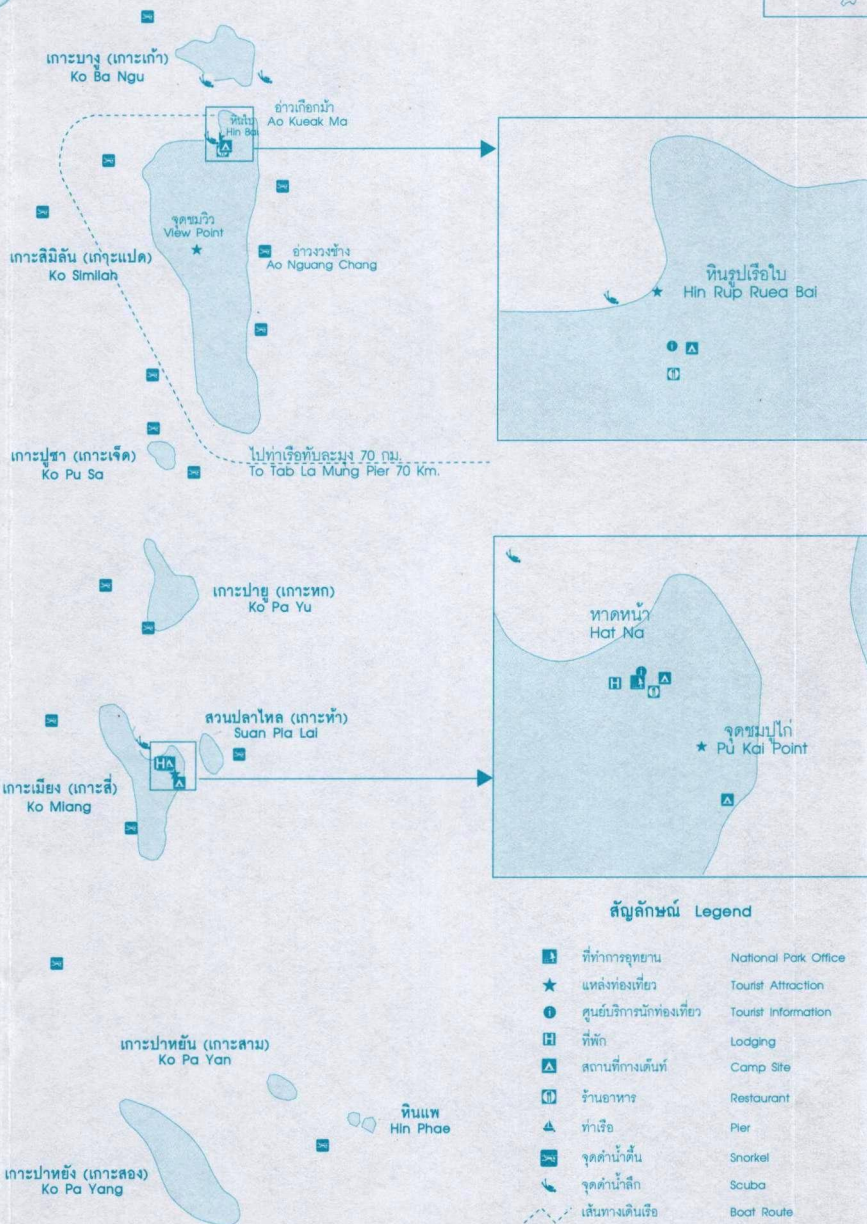 เกาะบางู (เกาะเก้า)
Ko Ba Ngu
อ่าวเกือกม้า
Ao Kueak Ma
หินใบ
Hin Bai
จุดชมวิว
View Point
อ่าวงวงช้าง
Ao Nguang Chang
เกาะสิมิลัน (เกาะแปด)
Ko Similan
หินรูปเรือใบ
Hin Rup Ruea Bai
เกาะปูซา (เกาะเจ็ด)
Ko Pu Sa
ไปท่าเรือทับละมุง 70 กม.
To Tab La Mung Pier 70 Km.
เกาะปายู (เกาะหก)
Ko Pa Yu
หาดหน้า
Hat Na
สวนปลาไหล (เกาะห้า)
Suan Pla Lai
จุดชมปูไก่
Pu Kai Point
เกาะเมียง (เกาะสี่)
Ko Miang
สัญลักษณ์ Legend
ที่ทำการอุทยาน National Park Office
แหล่งท่องเที่ยว Tourist Attraction
ศูนย์บริการนักท่องเที่ยว Tourist Information
ที่พัก Lodging
สถานที่กางเต็นท์ Camp Site
ร้านอาหาร Restaurant
ท่าเรือ Pier
จุดดำน้ำตื้น Snorkel
จุดดำน้ำลึก Scuba
เส้นทางเดินเรือ Boat Route
เกาะปาหยัน (เกาะสาม)
Ko Pa Yan
หินแพ
Hin Phae
เกาะปาหยัง (เกาะสอง)
Ko Pa Yang